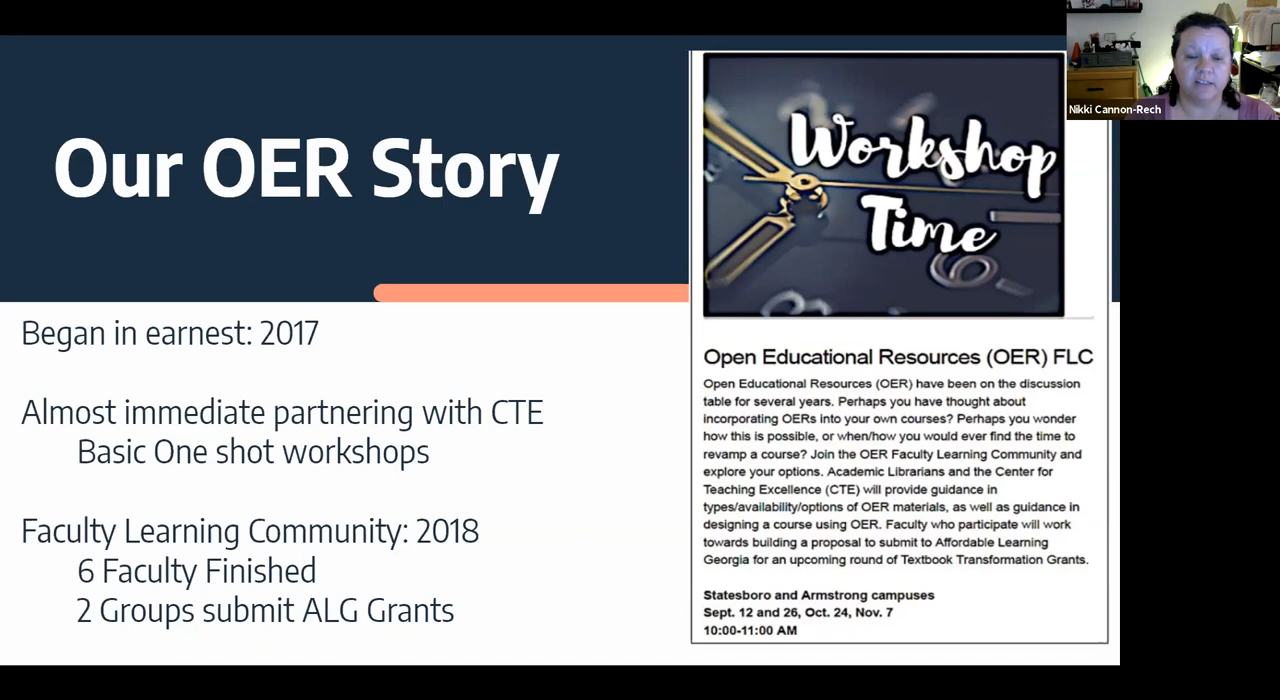 Our OER Story
Began in earnest: 2017
Almost immediate partnering with CTE
Basic One shot workshops
Faculty Learning Community: 2018
6 Faculty Finished
2 Groups submit ALG Grants
Workshop
Time
Open Educational Resources (OER) FLC
Open Educational Resources (OER) have been on the discussion
table for several years. Perhaps you have thought about
incorporating OERs into your own courses? Perhaps you wonder
how this is possible, or when/how you would ever find the time to
revamp a course? Join the OER Faculty Learning Community and
explore your options. Academic Librarians and the Center for
Teaching Excellence (CTE) will provide guidance in
types/availability/options of OER materials, as well as guidance in
designing a course using OER. Faculty who participate will work
towards building a proposal to submit to Affordable Learning
Georgia for an upcoming round of Textbook Transformation Grants.
Statesboro and Armstrong campuses
Sept. 12 and 26, Oct. 24, Nov. 7
10:00-11:00 AM
Nikki Cannon-Rech